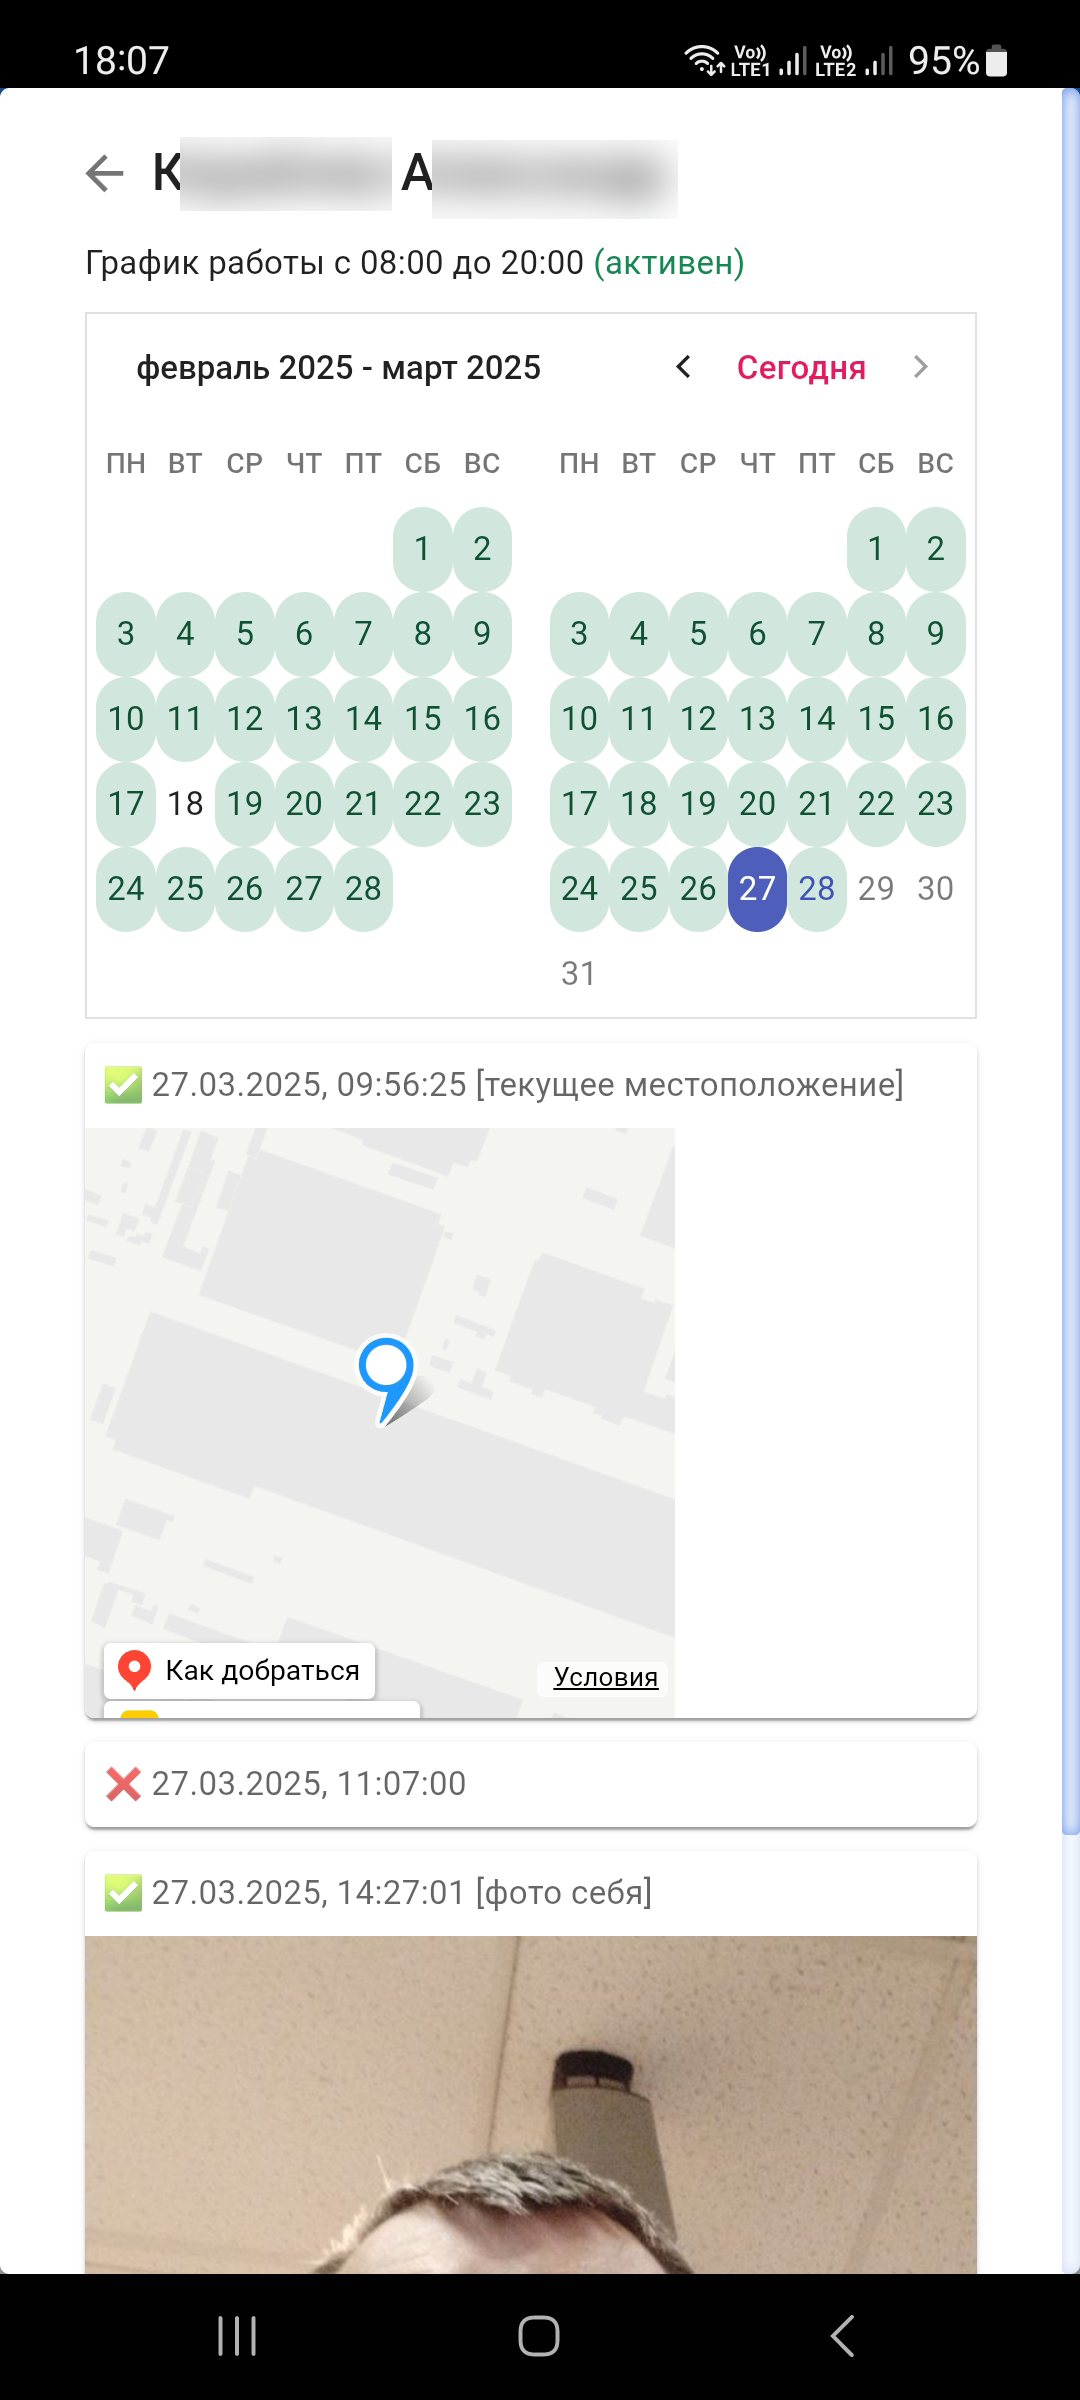 18:07 Vo)) LTE1 Vo)) LTE2 95%
К А
График работы с 08:00 до 20:00 (активен)
февраль 2025 - март 2025 Сегодня
ПН ВТ СР ЧТ ПТ СБ ВС ПН ВТ СР ЧТ ПТ СБ ВС
1 2 1 2
3 4 5 6 7 8 9 3 4 5 6 7 8 9
10 11 12 13 14 15 16 10 11 12 13 14 15 16
17 18 19 20 21 22 23 17 18 19 20 21 22 23
24 25 26 27 28 24 25 26 27 28 29 30
31
27.03.2025, 09:56:25 [текущее местоположение]
Как добраться
Условия
27.03.2025, 11:07:00
27.03.2025, 14:27:01 [фото себя]